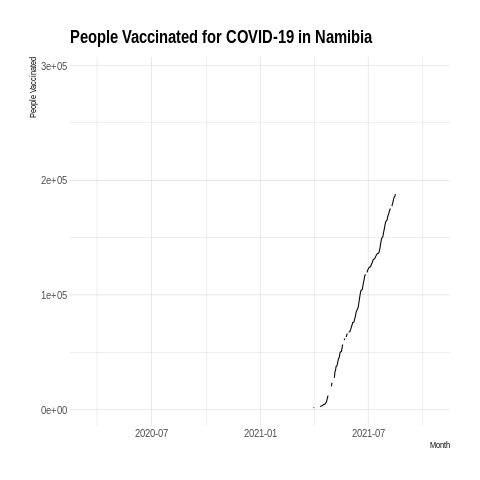 People Vaccinated for COVID-19 in Namibia
People Vaccinated
3e+05
2e+05
1e+05
0e+00
2020-07 2021-01 2021-07
Month